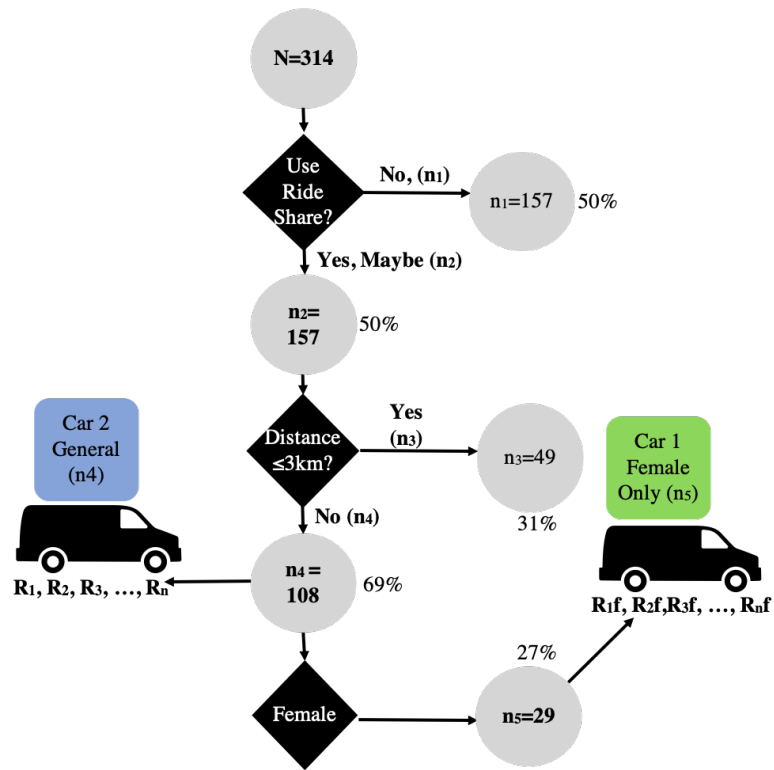 N=314
Use
Ride
Share?
No, (n1)
n1=157
50%
Yes, Maybe (n2)
n2=
157
50%
Distance
≤3km?
Yes
(n3)
n3=49
31%
Car 2
General
(n4)
Car 1
Female
Only (n5)
No (n4)
n4 =
108
69%
R1, R2, R3, …, Rn
R1f, R2f,R3f, …, Rnf
Female
27%
n5=29